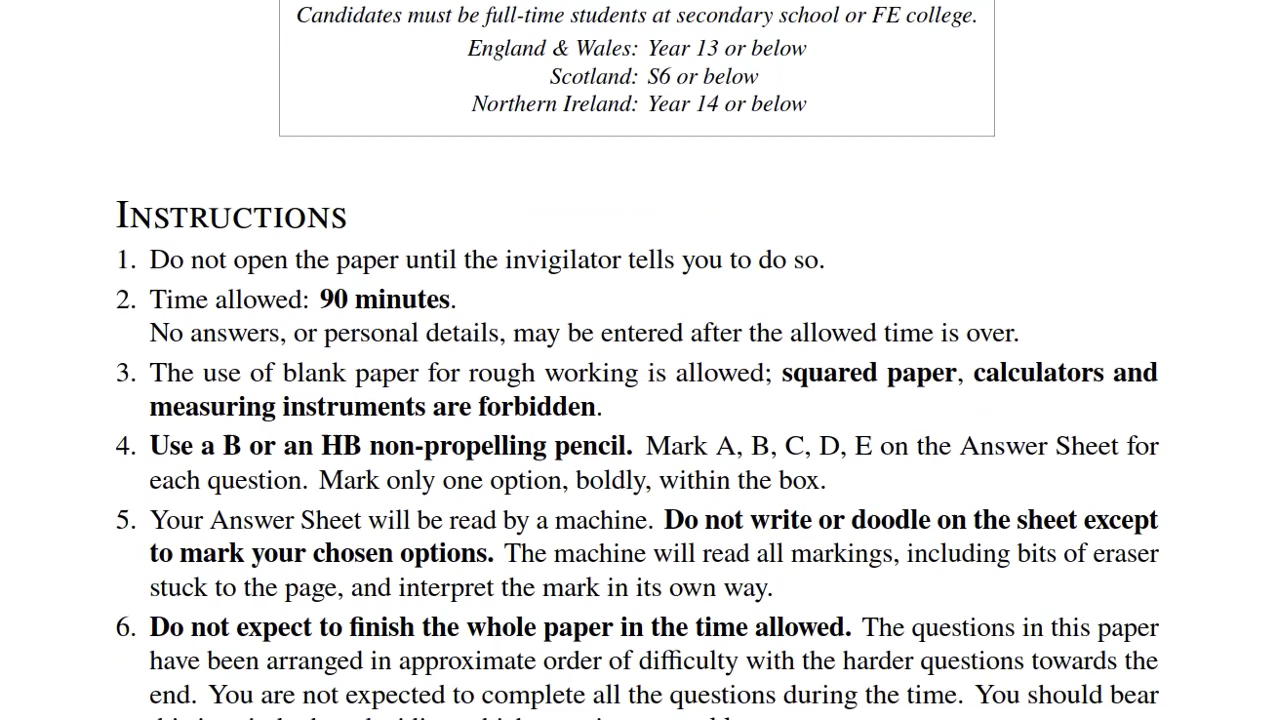 Candidates must be full-time students at secondary school or FE college.
England & Wales: Year 13 or below
Scotland: S6 or below
Northern Ireland: Year 14 or below
INSTRUCTIONS
1. Do not open the paper until the invigilator tells you to do so.
2. Time allowed: 90 minutes.
No answers, or personal details, may be entered after the allowed time is over.
3. The use of blank paper for rough working is allowed; squared paper, calculators and
measuring instruments are forbidden.
4. Use a B or an HB non-propelling pencil. Mark A, B, C, D, E on the Answer Sheet for
each question. Mark only one option, boldly, within the box.
5. Your Answer Sheet will be read by a machine. Do not write or doodle on the sheet except
to mark your chosen options. The machine will read all markings, including bits of eraser
stuck to the page, and interpret the mark in its own way.
6. Do not expect to finish the whole paper in the time allowed. The questions in this paper
have been arranged in approximate order of difficulty with the harder questions towards the
end. You are not expected to complete all the questions during the time. You should bear